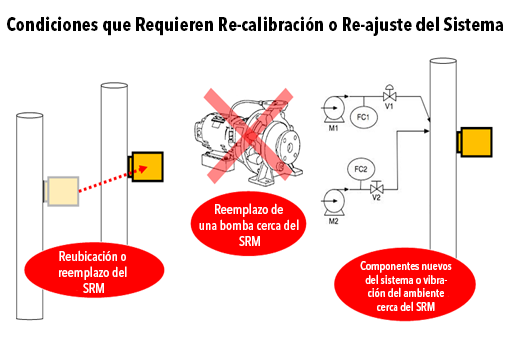 Condiciones que Requieren Re-calibración o Re-ajuste del Sistema
Reubicación o
reemplazo del
SRM
Reemplazo de
una bomba cerca del
SRM
M1
FC1
V1
FC2
M2
V2
Componentes nuevos
del sistema o vibra-
ción del ambiente
cerca del SRM